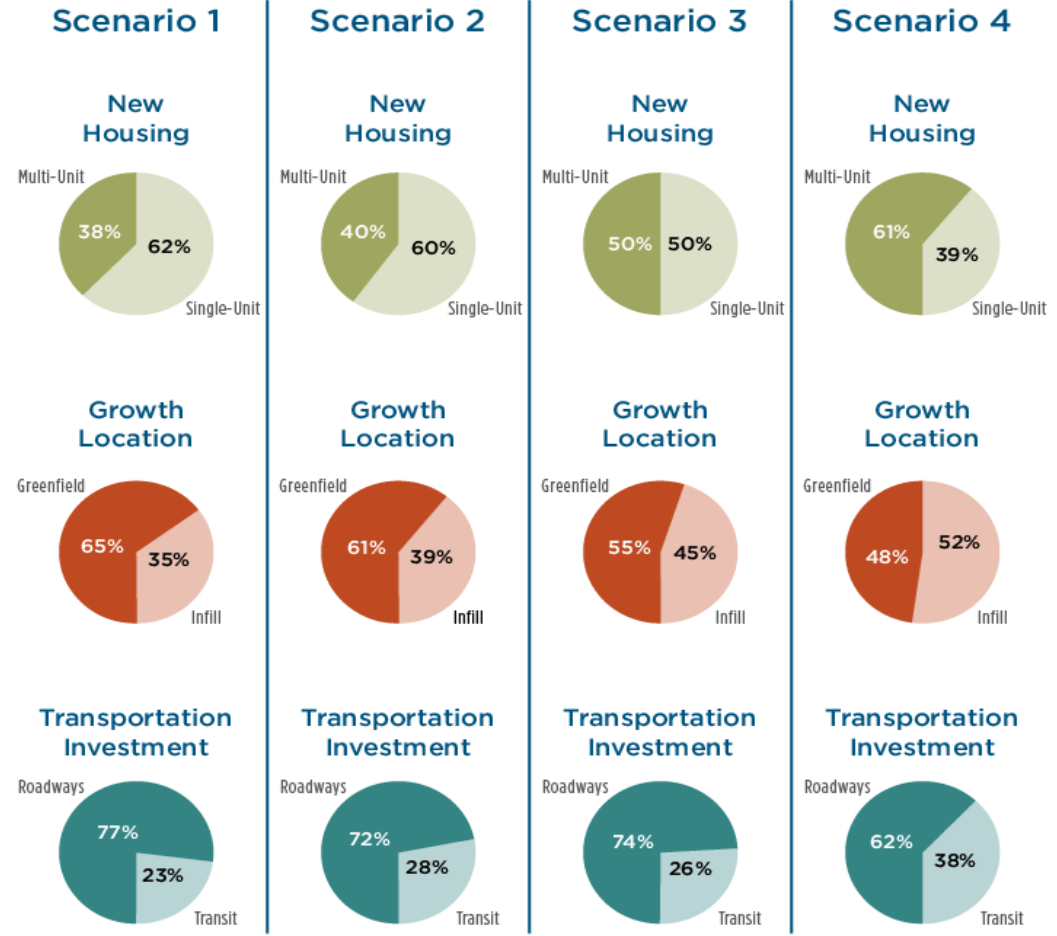 Scenario 1
Scenario 2
Scenario 3
Scenario 4
New
Housing
New
Housing
New
Housing
New
Housing
Multi-Unit
38%
62%
Single-Unit
Multi-Unit
40%
60%
Single-Unit
Multi-Unit
50%
50%
Single-Unit
Multi-Unit
61%
39%
Single-Unit
Growth
Location
Growth
Location
Growth
Location
Growth
Location
Greenfield
65%
35%
Infill
Greenfield
61%
39%
Infill
Greenfield
55%
45%
Infill
Greenfield
48%
52%
Infill
Transportation
Investment
Transportation
Investment
Transportation
Investment
Transportation
Investment
Roadways
77%
23%
Transit
Roadways
72%
28%
Transit
Roadways
74%
26%
Transit
Roadways
62%
38%
Transit